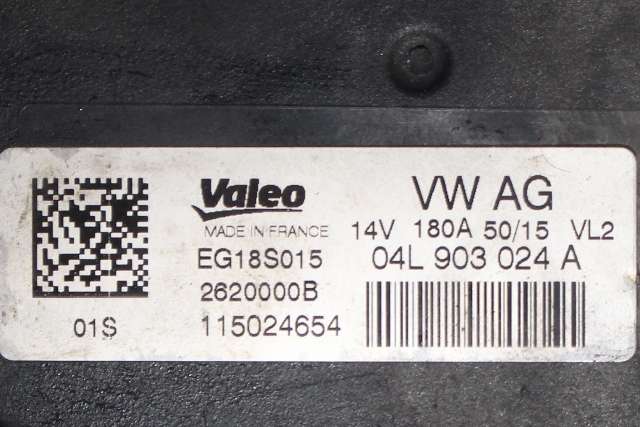 Valeo
MADE IN FRANCE
EG18S015
2620000B
115024654
01S
VW AG
14V 180A 50/15 VL2
04L 903 024 A